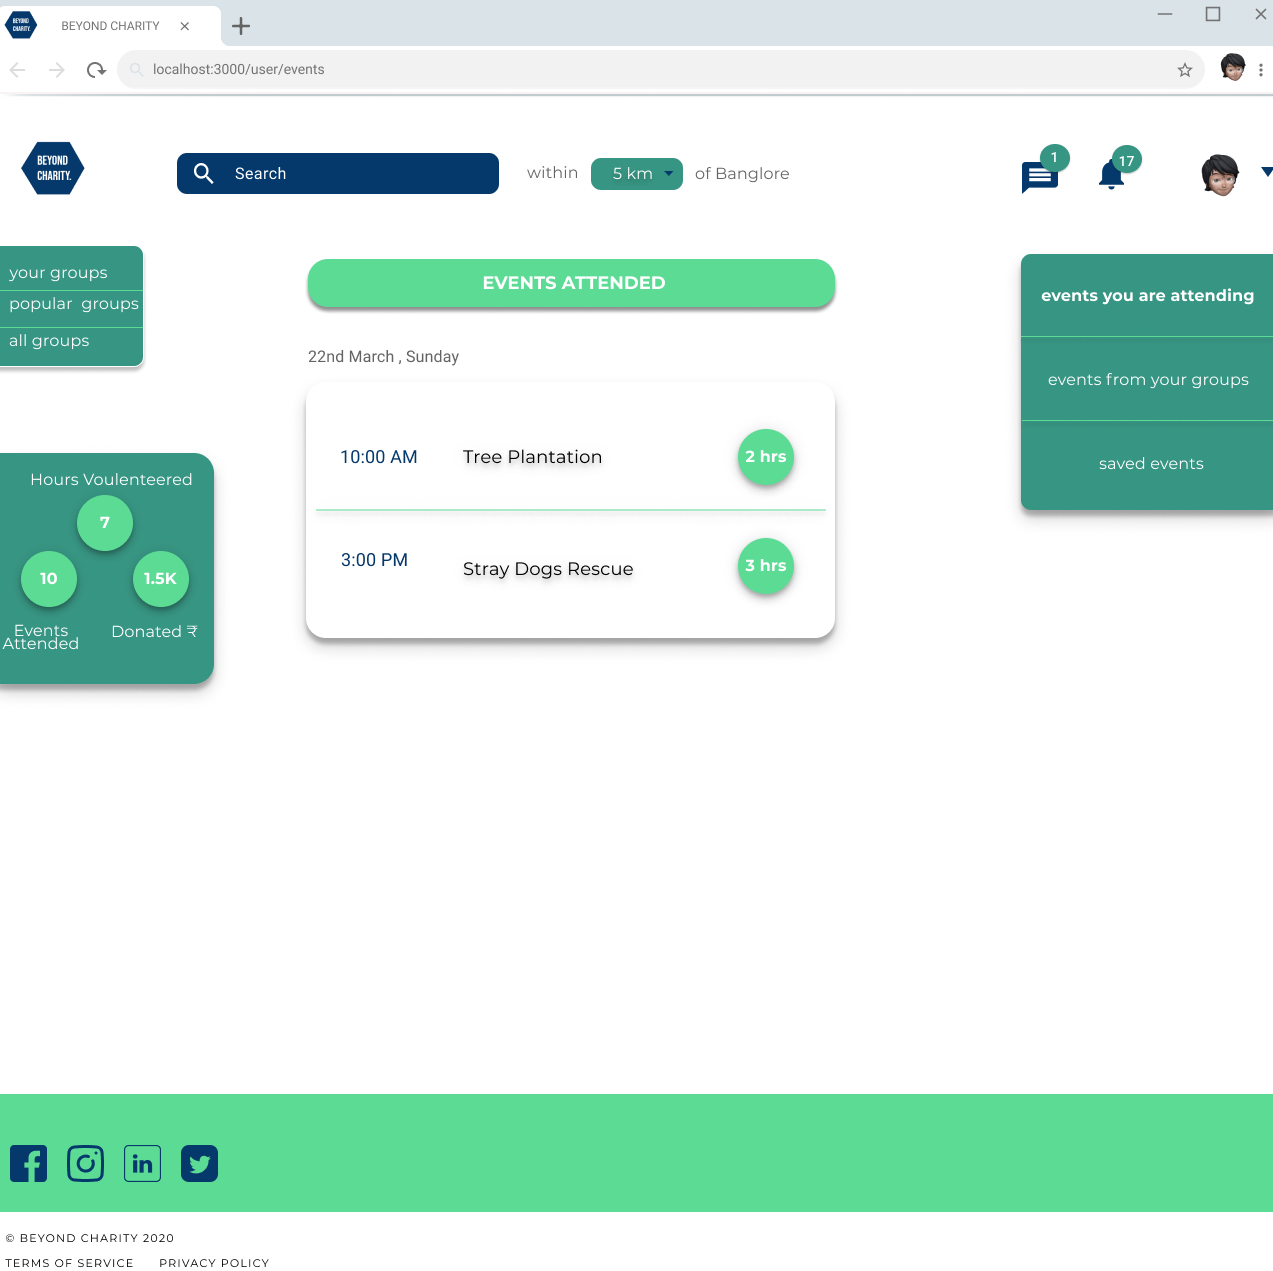 BEYOND CHARITY.
BEYOND CHARITY
localhost:3000/user/events
BEYOND
CHARITY.
Search
within
5 km
of Banglore
1
17
your groups
popular  groups
all groups
EVENTS ATTENDED
events you are attending
events from your groups
saved events
22nd March , Sunday
10:00 AM
Tree Plantation
2 hrs
3:00 PM
Stray Dogs Rescue
3 hrs
Hours Voulenteered
7
10
1.5K
Events
Attended
Donated ₹
in
© BEYOND CHARITY 2020
TERMS OF SERVICE
PRIVACY POLICY